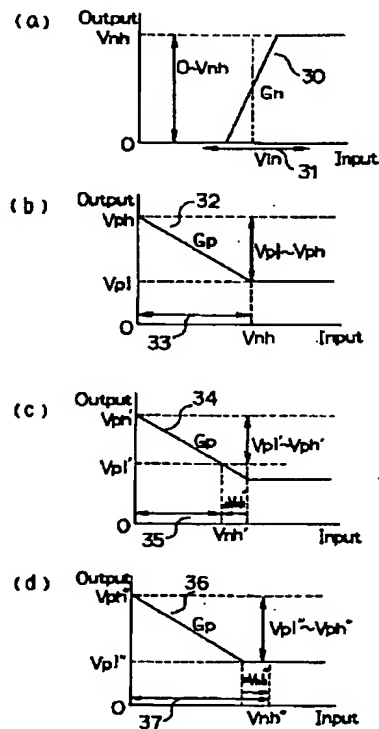 (a)
Output
Vnh
0~Vnh
30
Gn
0
Vin
Input
31
(b)
Output
32
Vph
Gp
Vpl~Vph
Vpl
0
Vnh
Input
33
(c)
Output
34
Vph'
Gp
Vpl'~Vph'
Vpl'
0
35
Vnh'
Input
(d)
Output
36
Vph"
Gp
Vpl"~Vph"
Vpl"
0
37
Vnh"
Input